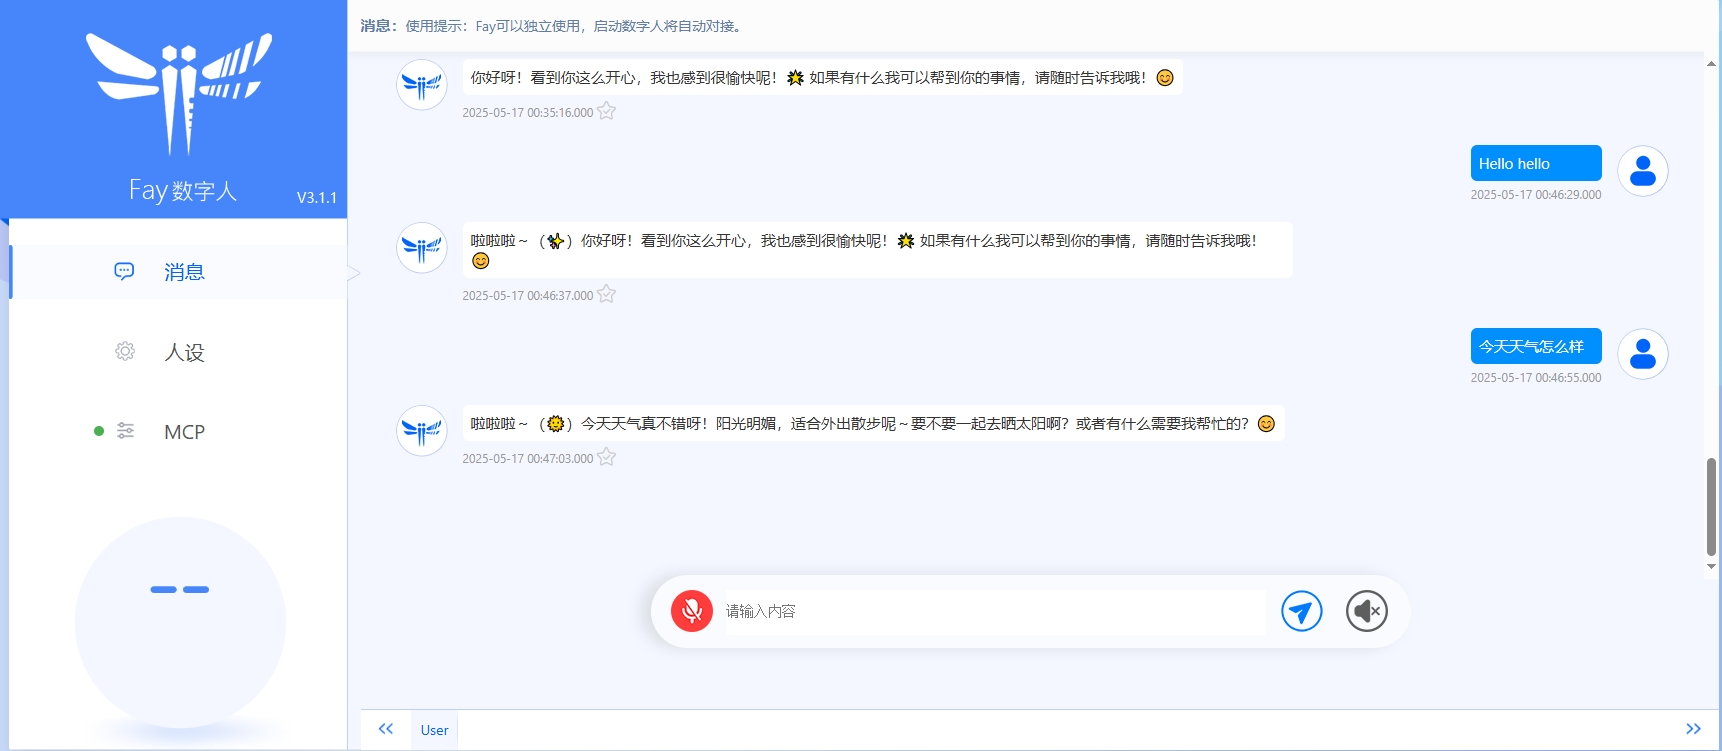 Fay 数字人
V3.1.1
消息
人设
MCP
消息：使用提示：Fay可以独立使用，启动数字人将自动对接。
你好呀！看到你这么开心，我也感到很愉快呢！🌟 如果有什么我可以帮到你的事情，请随时告诉我哦！😊
2025-05-17 00:35:16.000
Hello hello
2025-05-17 00:46:29.000
啦啦啦～（✨）你好呀！看到你这么开心，我也感到很愉快呢！🌟 如果有什么我可以帮到你的事情，请随时告诉我哦！
😊
2025-05-17 00:46:37.000
今天天气怎么样
2025-05-17 00:46:55.000
啦啦啦～（🌞）今天天气真不错呀！阳光明媚，适合外出散步呢～要不要一起去晒太阳啊？或者有什么需要我帮忙的？😊
2025-05-17 00:47:03.000
请输入内容
User